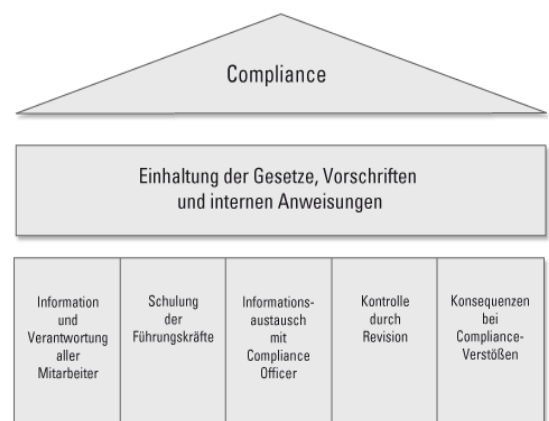 Compliance
Einhaltung der Gesetze, Vorschriften
und internen Anweisungen
Information
und
Verantwortung
aller
Mitarbeiter
Schulung
der
Führungskräfte
Informations-
austausch
mit
Compliance
Officer
Kontrolle
durch
Revision
Konsequenzen
bei
Compliance-
Verstößen